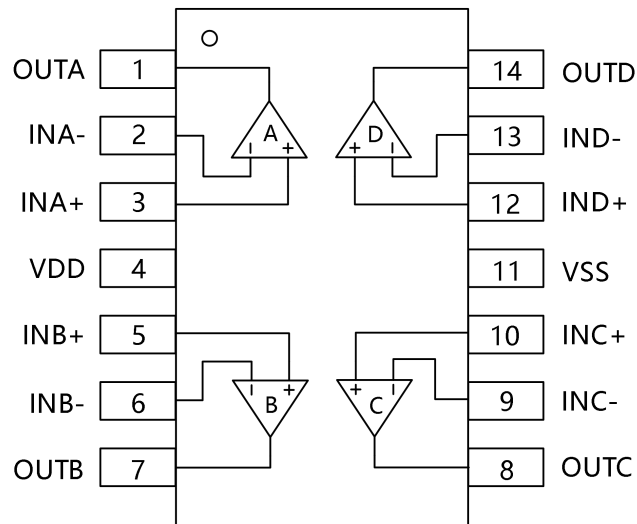 OUTA 1 14 OUTD
A D
INA- 2 13 IND-
- + + -
INA+ 3 12 IND+
VDD 4 11 VSS
INB+ 5 10 INC+
- + + -
INB- 6 9 INC-
B C
OUTB 7 8 OUTC